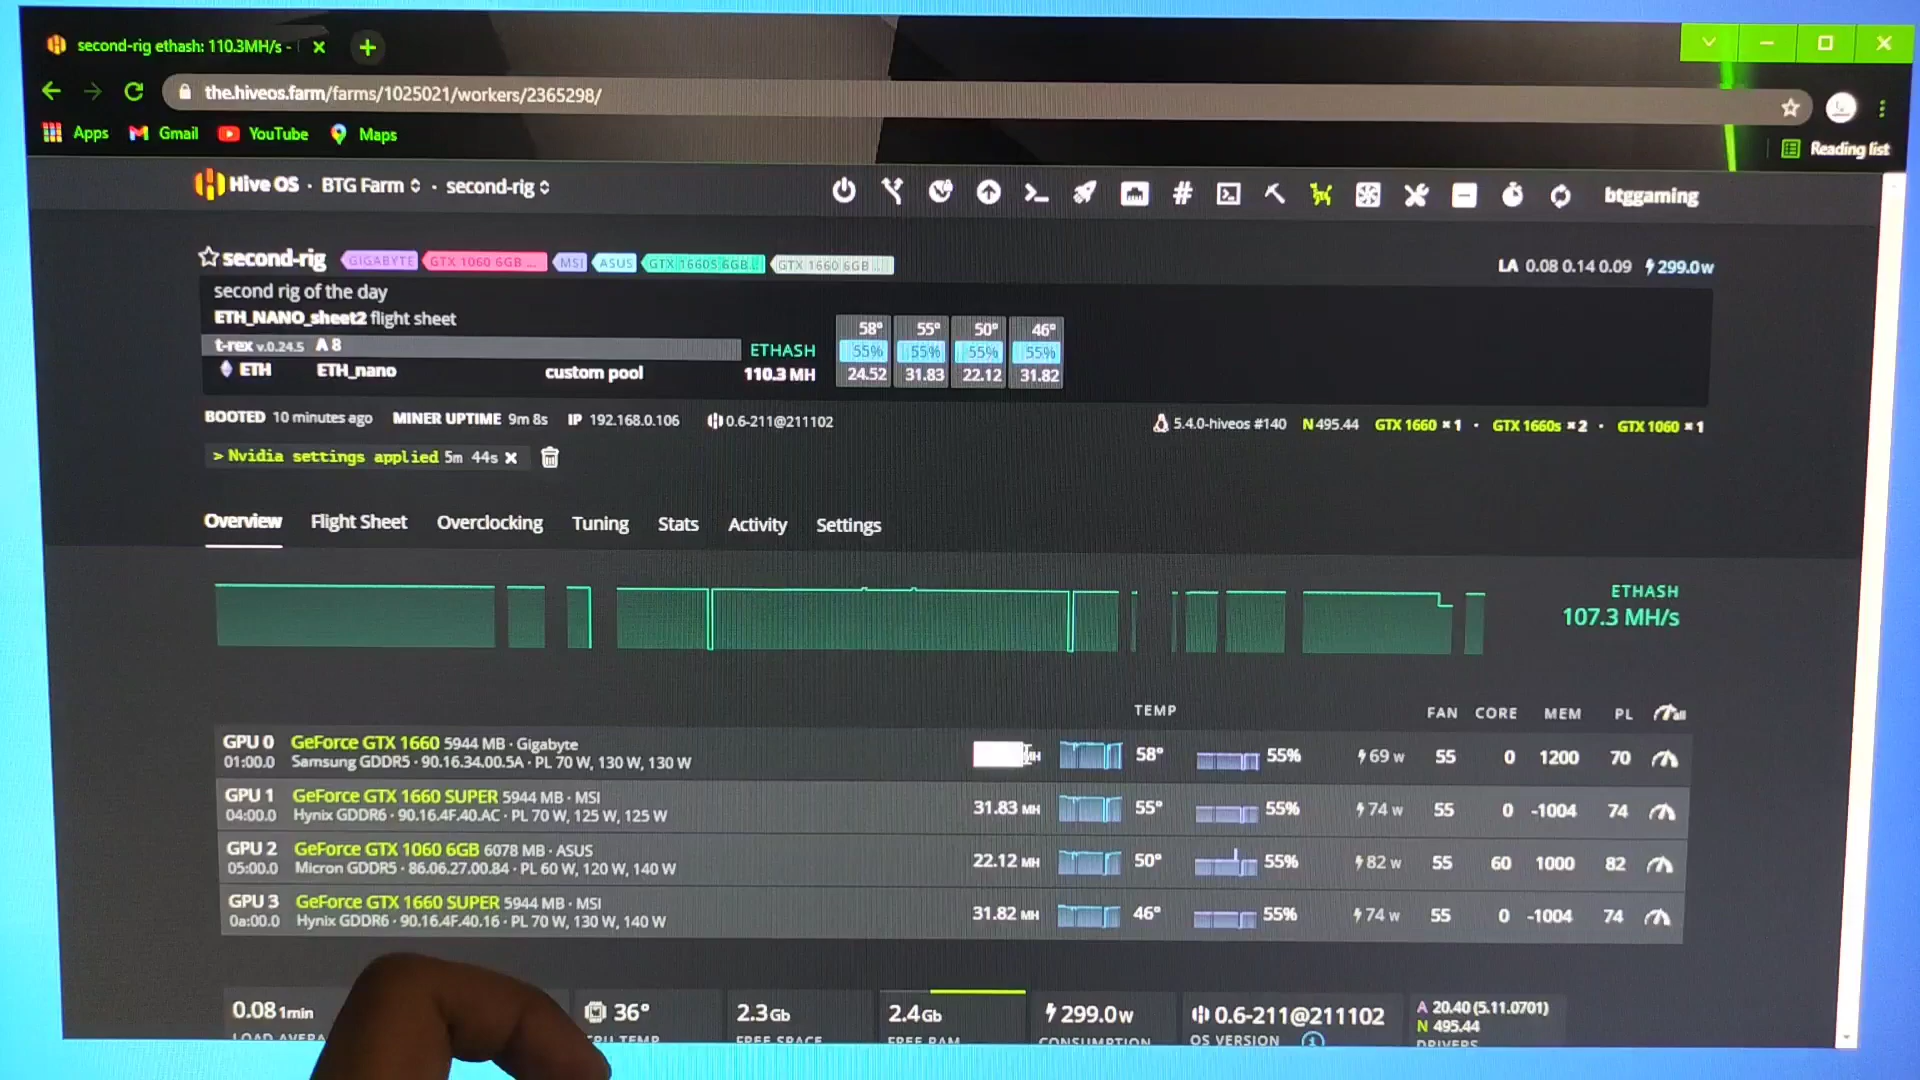 second-rig ethash: 110.3MH/s -
the.hiveos.farm/farms/1025021/workers/2365298/
Apps Gmail YouTube Maps
Reading list
Hive OS · BTG Farm · second-rig
btggaming
second-rig GIGABYTE GTX 1060 6GB ... MSI ASUS GTX 1660S 6GB GTX 1660 6GB
LA 0.08 0.14 0.09 299.0w
second rig of the day
ETH_NANO_sheet2 flight sheet
58° 55° 50° 46°
t-rex v.0.24.5 A 8 ETHASH 55% 55% 55% 55%
ETH ETH_nano custom pool 110.3 MH 24.52 31.83 22.12 31.82
BOOTED 10 minutes ago MINER UPTIME 9m 8s IP 192.168.0.106 0.6-211@211102
5.4.0-hiveos #140 N 495.44 GTX 1660 × 1 · GTX 1660s × 2 · GTX 1060 × 1
> Nvidia settings applied 5m 44s
Overview Flight Sheet Overclocking Tuning Stats Activity Settings
ETHASH
107.3 MH/s
TEMP FAN CORE MEM PL all
GPU 0 GeForce GTX 1660 5944 MB · Gigabyte
01:00.0 Samsung GDDR5 · 90.16.34.00.5A · PL 70 W, 130 W, 130 W
MH 58° 55% 69 w 55 0 1200 70
GPU 1 GeForce GTX 1660 SUPER 5944 MB · MSI
04:00.0 Hynix GDDR6 · 90.16.4F.40.AC · PL 70 W, 125 W, 125 W
31.83 MH 55° 55% 74 w 55 0 -1004 74
GPU 2 GeForce GTX 1060 6GB 6078 MB · ASUS
05:00.0 Micron GDDR5 · 86.06.27.00.84 · PL 60 W, 120 W, 140 W
22.12 MH 50° 55% 82 w 55 60 1000 82
GPU 3 GeForce GTX 1660 SUPER 5944 MB · MSI
0a:00.0 Hynix GDDR6 · 90.16.4F.40.16 · PL 70 W, 130 W, 140 W
31.82 MH 46° 55% 74 w 55 0 -1004 74
0.08 1min 36° 2.3 Gb 2.4 Gb 299.0w 0.6-211@211102 A 20.40 (5.11.0701)
N 495.44
LOAD AVERA TEMP FREE SPACE FREE RAM CONSUMPTION OS VERSION DRIVERS